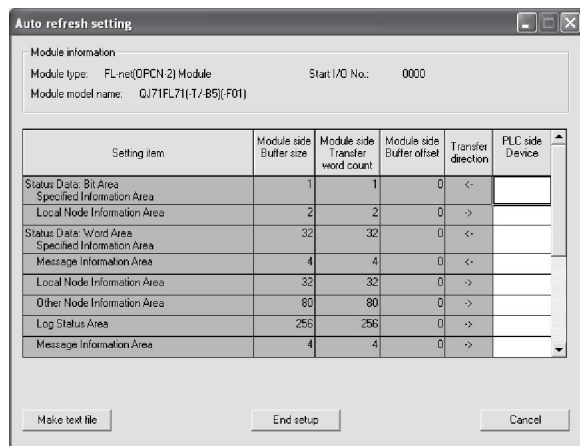 Auto refresh setting
Module information
Module type: FL-net(OPCN-2) Module Start I/O No.: 0000
Module model name: QJ71FL71(-T/-B5)(-F01)
Setting item Module side Buffer size Module side Transfer word count Module side Buffer offset Transfer direction PLC side Device
Status Data: Bit Area
Specified Information Area 1 1 0 <-
Local Node Information Area 2 2 0 ->
Status Data: Word Area
Specified Information Area 32 32 0 <-
Message Information Area 4 4 0 <-
Local Node Information Area 32 32 0 ->
Other Node Information Area 80 80 0 ->
Log Status Area 256 256 0 ->
Message Information Area 4 4 0 ->
Make text file End setup Cancel